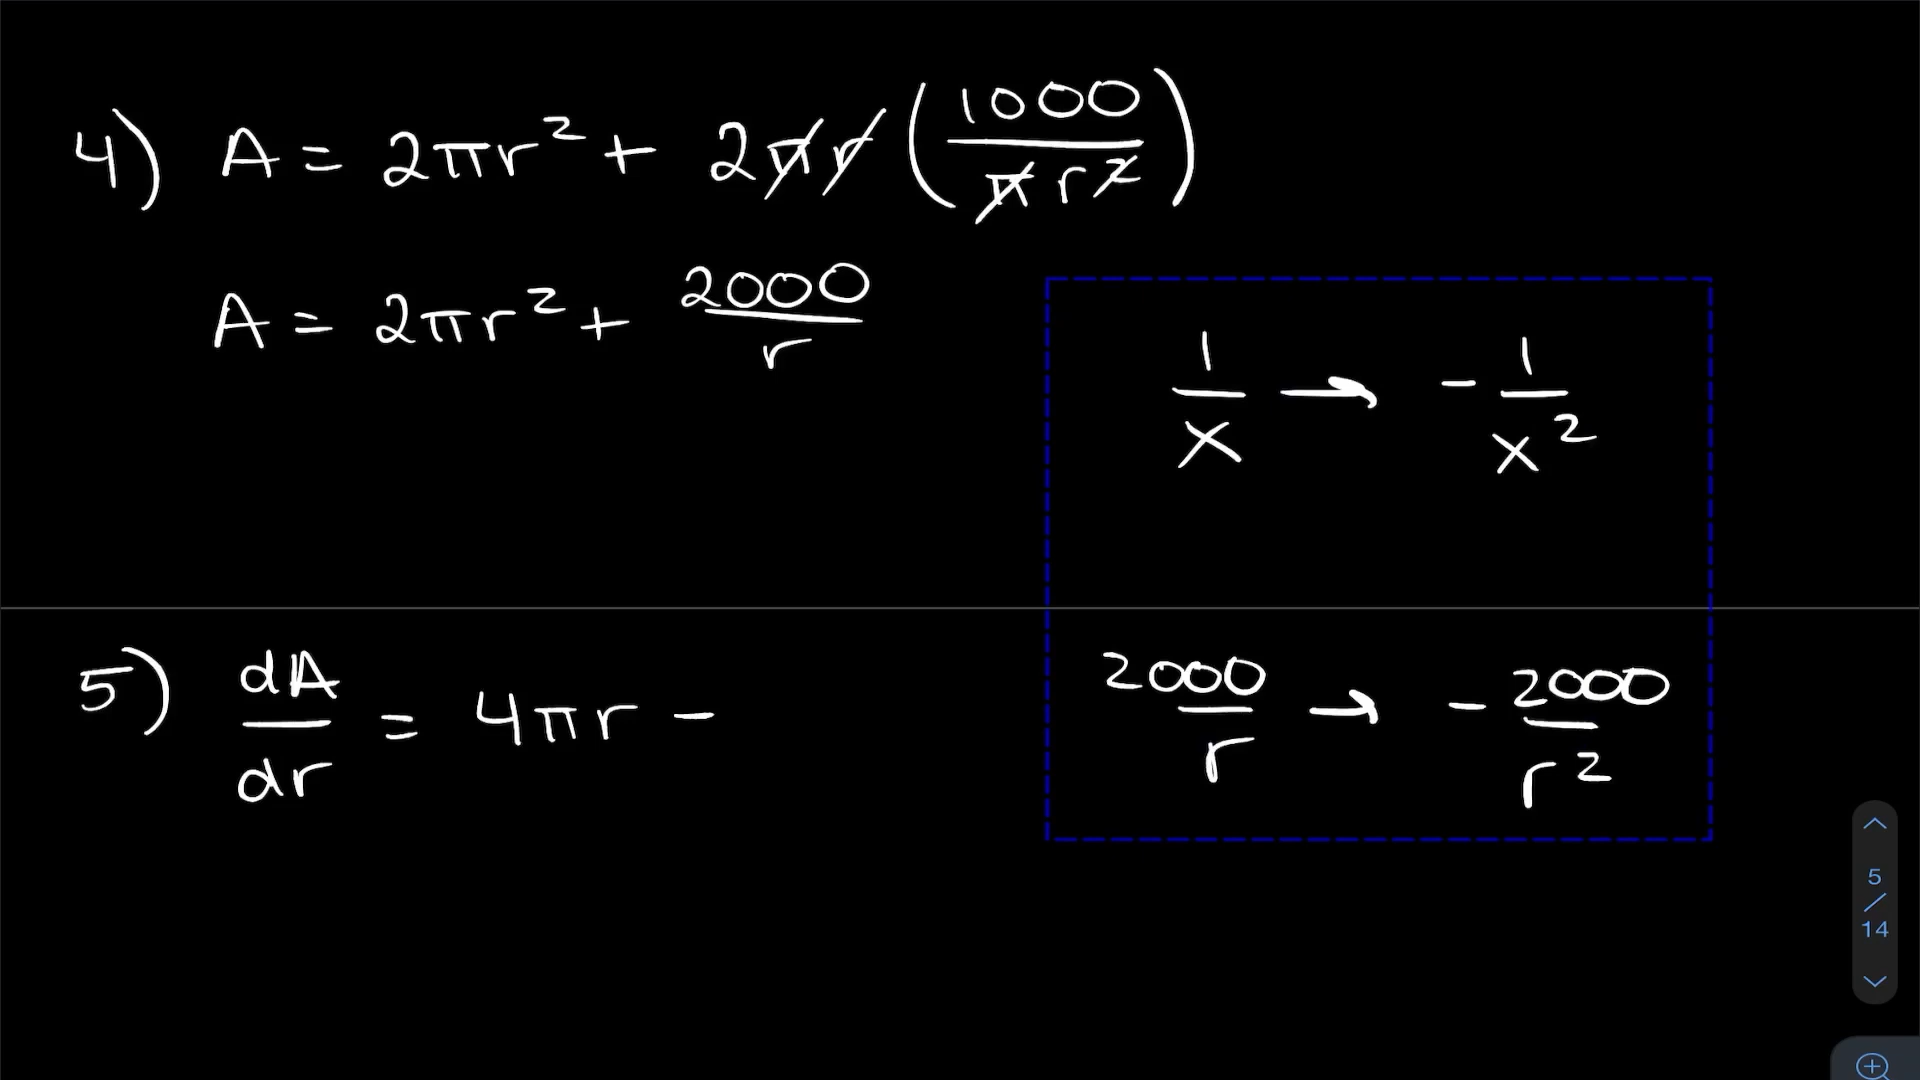 4) A = 2πr² + 2πr (1000/πr²)
A = 2πr² + 2000/r
1/x → - 1/x²
5) dA/dr = 4πr -
2000/r → - 2000/r²
5
/
14